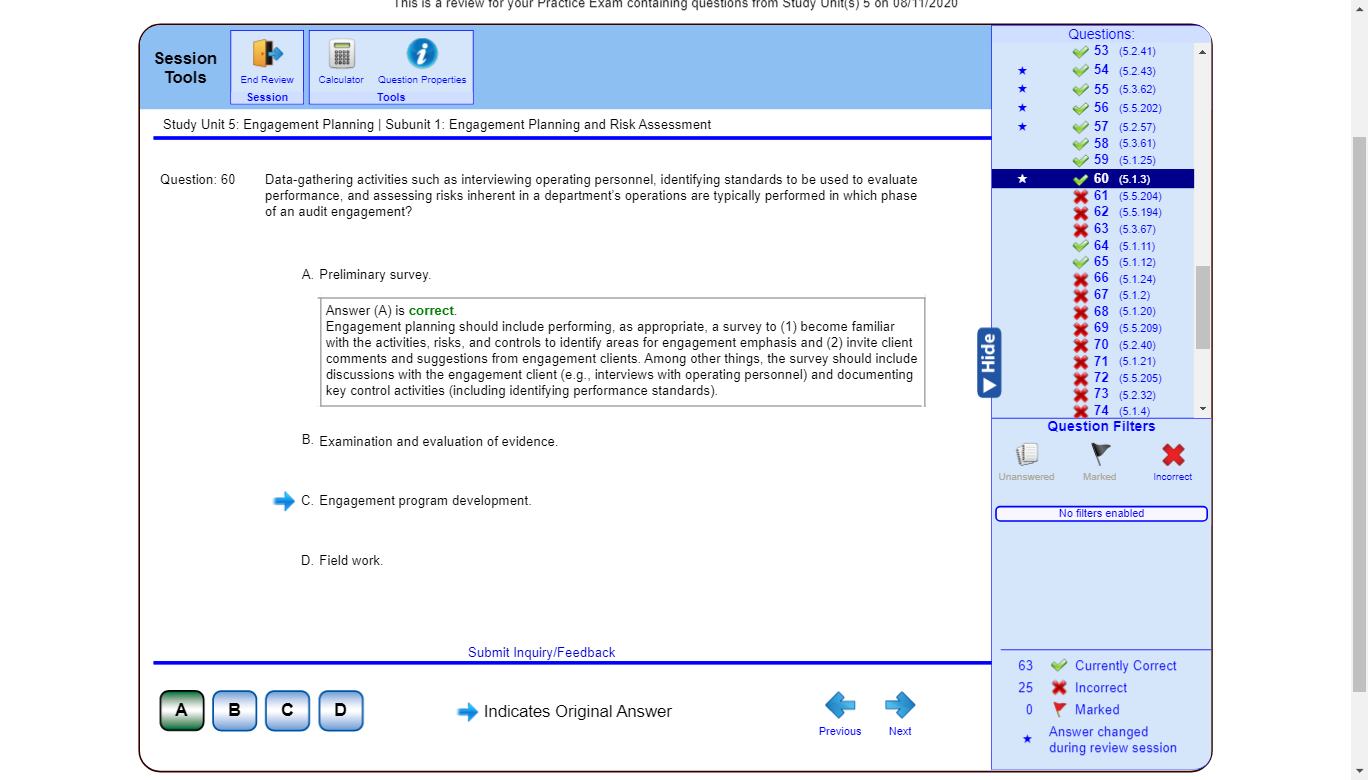 This is a review for your Practice Exam containing questions from Study Unit(s) 5 on 08/11/2020
Session Tools
End Review
Session
Calculator
Question Properties
Tools
Study Unit 5: Engagement Planning | Subunit 1: Engagement Planning and Risk Assessment
Question: 60
Data-gathering activities such as interviewing operating personnel, identifying standards to be used to evaluate
performance, and assessing risks inherent in a department's operations are typically performed in which phase
of an audit engagement?
A. Preliminary survey.
Answer (A) is correct.
Engagement planning should include performing, as appropriate, a survey to (1) become familiar
with the activities, risks, and controls to identify areas for engagement emphasis and (2) invite client
comments and suggestions from engagement clients. Among other things, the survey should include
discussions with the engagement client (e.g., interviews with operating personnel) and documenting
key control activities (including identifying performance standards).
B. Examination and evaluation of evidence.
C. Engagement program development.
D. Field work.
Submit Inquiry/Feedback
A B C D
Indicates Original Answer
Previous
Next
Hide
Questions:
53 (5.2.41)
54 (5.2.43)
55 (5.3.62)
56 (5.5.202)
57 (5.2.57)
58 (5.3.61)
59 (5.1.25)
60 (5.1.3)
61 (5.5.204)
62 (5.5.194)
63 (5.3.67)
64 (5.1.11)
65 (5.1.12)
66 (5.1.24)
67 (5.1.2)
68 (5.1.20)
69 (5.5.209)
70 (5.2.40)
71 (5.1.21)
72 (5.5.205)
73 (5.2.32)
74 (5.1.4)
Question Filters
Unanswered
Marked
Incorrect
No filters enabled
63 Currently Correct
25 Incorrect
0 Marked
Answer changed
during review session